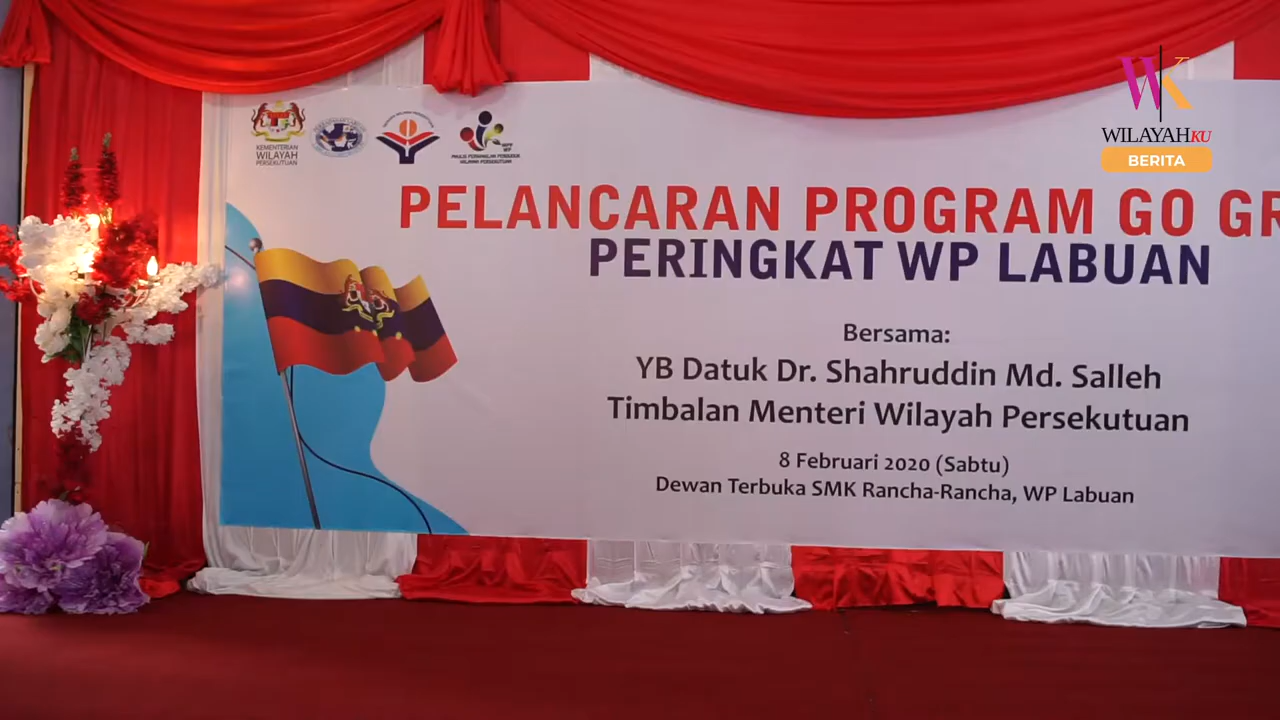 KEMENTERIAN
WILAYAH
PERSEKUTUAN
WK
WILAYAHKU
BERITA
PELANCARAN PROGRAM GO GR
PERINGKAT WP LABUAN
Bersama:
YB Datuk Dr. Shahruddin Md. Salleh
Timbalan Menteri Wilayah Persekutuan
8 Februari 2020 (Sabtu)
Dewan Terbuka SMK Rancha-Rancha, WP Labuan